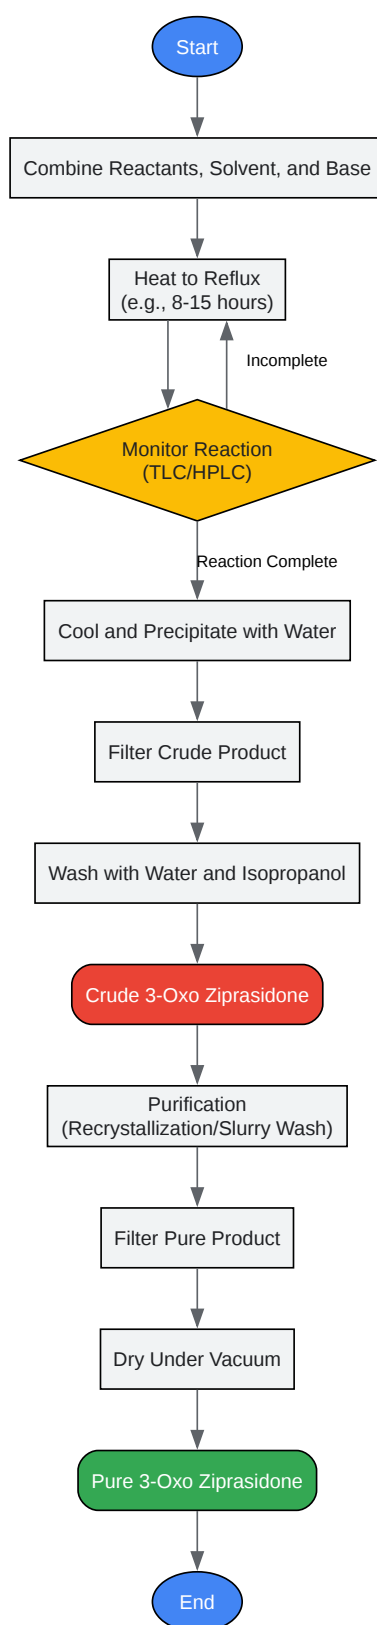 Start
Combine Reactants, Solvent, and Base
Heat to Reflux
(e.g., 8-15 hours)
Incomplete
Monitor Reaction
(TLC/HPLC)
Reaction Complete
Cool and Precipitate with Water
Filter Crude Product
Wash with Water and Isopropanol
Crude 3-Oxo Ziprasidone
Purification
(Recrystallization/Slurry Wash)
Filter Pure Product
Dry Under Vacuum
Pure 3-Oxo Ziprasidone
End